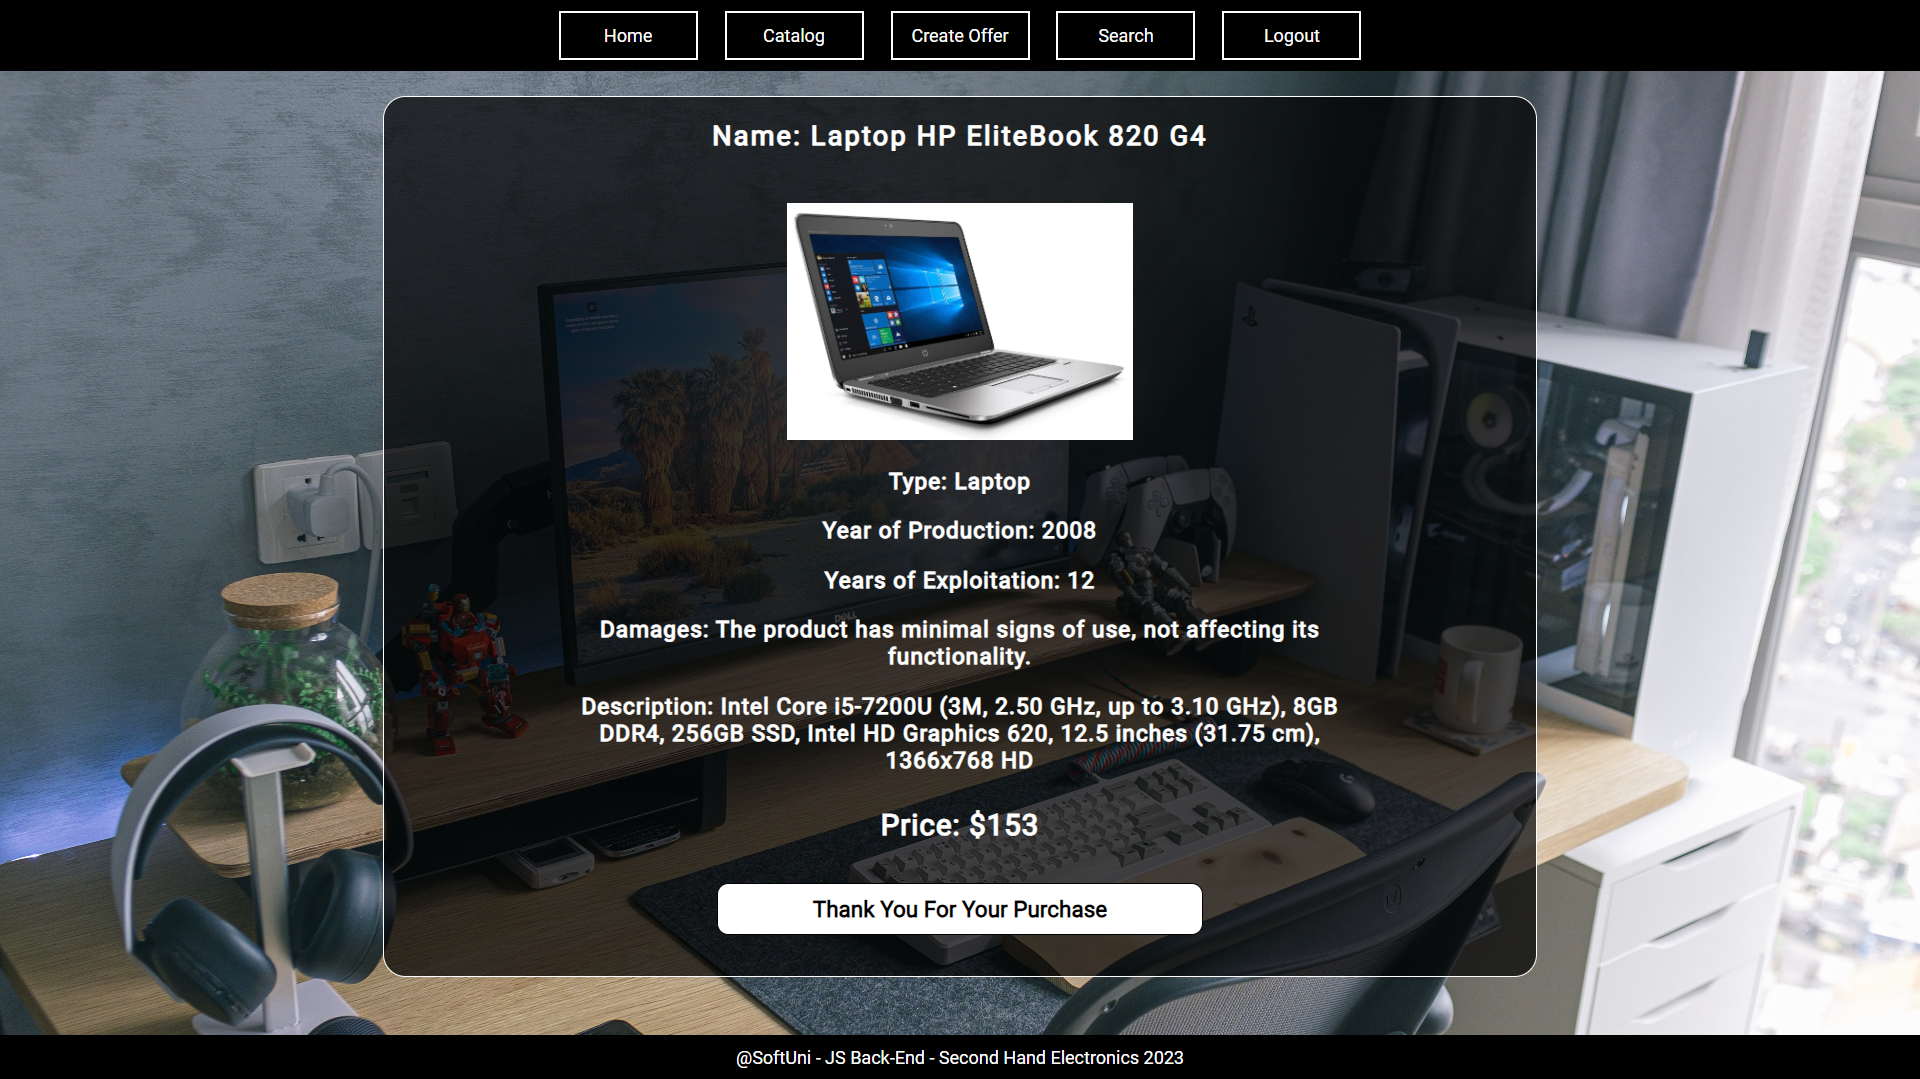 Home
Catalog
Create Offer
Search
Logout
Name: Laptop HP EliteBook 820 G4
Type: Laptop
Year of Production: 2008
Years of Exploitation: 12
Damages: The product has minimal signs of use, not affecting its
functionality.
Description: Intel Core i5-7200U (3M, 2.50 GHz, up to 3.10 GHz), 8GB
DDR4, 256GB SSD, Intel HD Graphics 620, 12.5 inches (31.75 cm),
1366x768 HD
Price: $153
Thank You For Your Purchase
@SoftUni - JS Back-End - Second Hand Electronics 2023